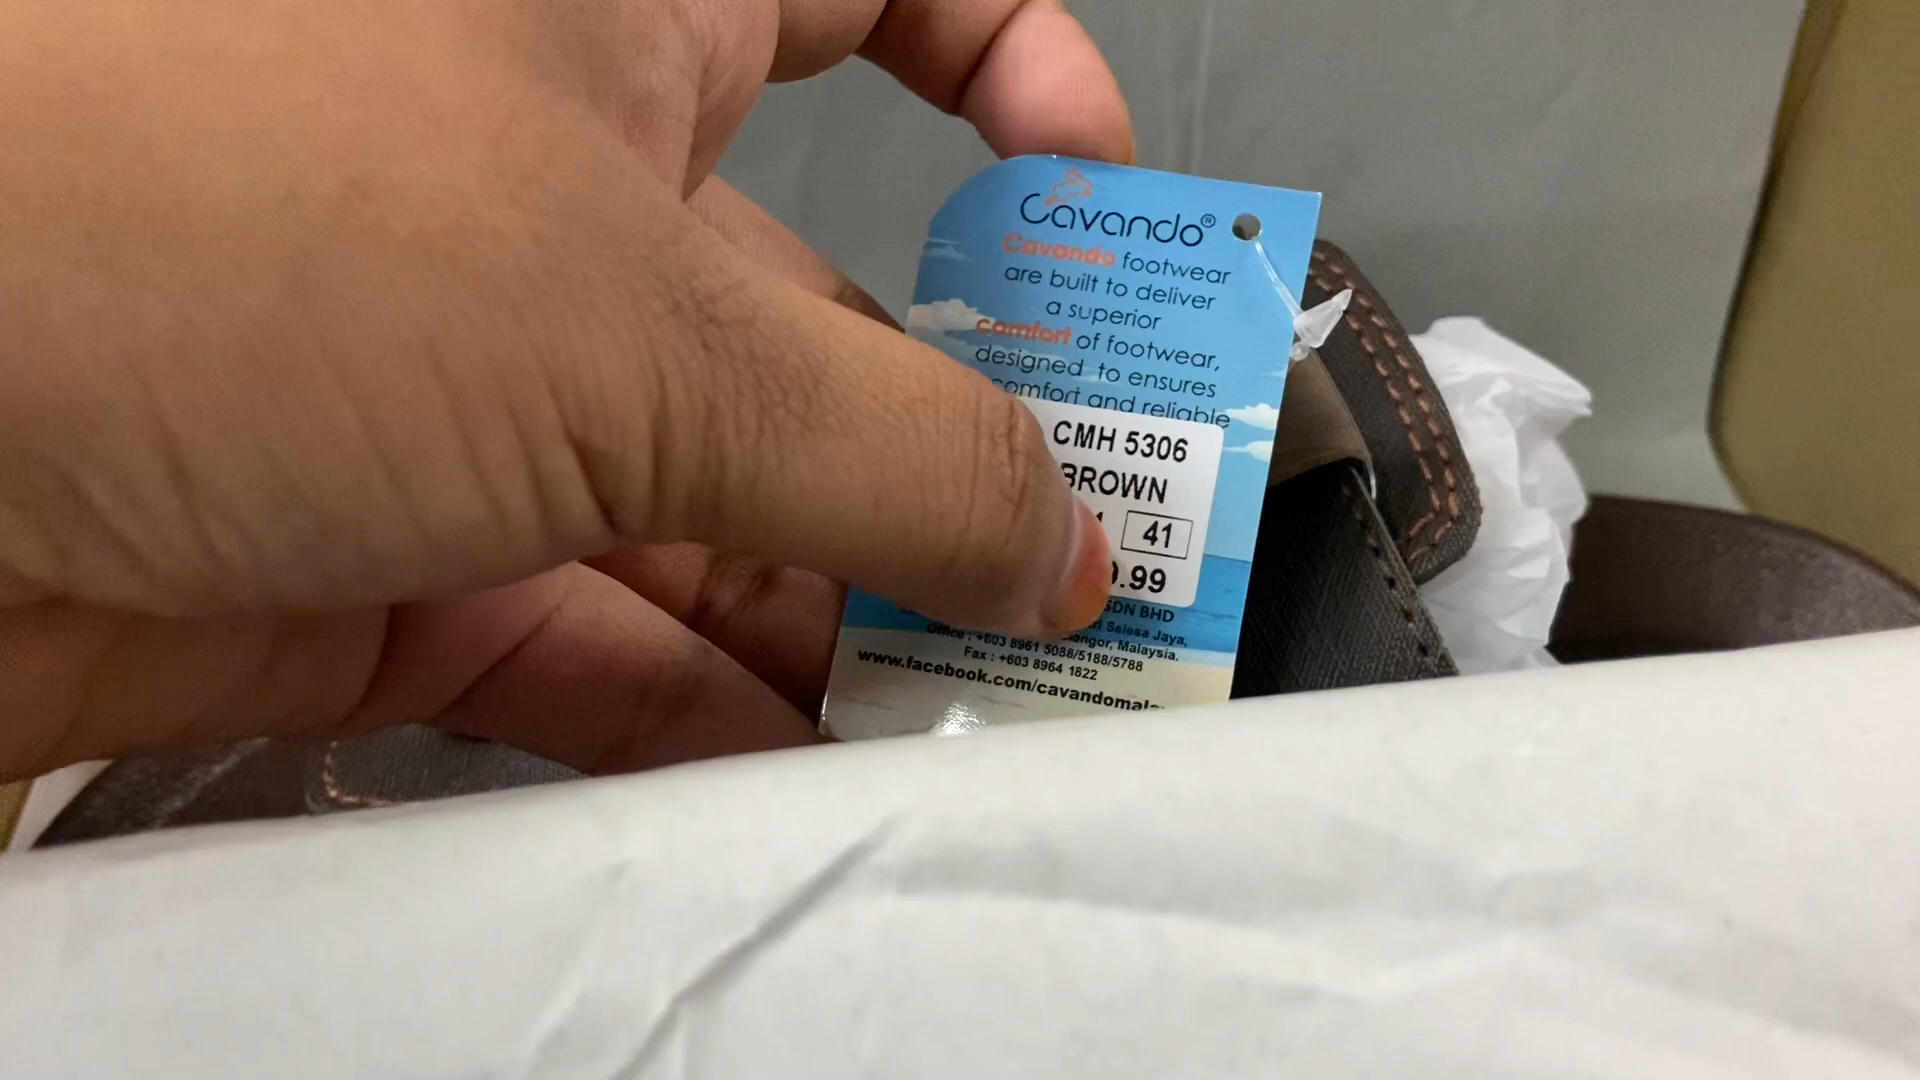 Cavando®
Cavando footwear
are built to deliver
a superior
comfort of footwear,
designed to ensures
comfort and reliable
CMH 5306
BROWN
41
.99
SDN BHD
Selesa Jaya,
Malaysia.
Office : +603 8961 5088/5188/5788
Fax : +603 8964 1822
www.facebook.com/cavandomala